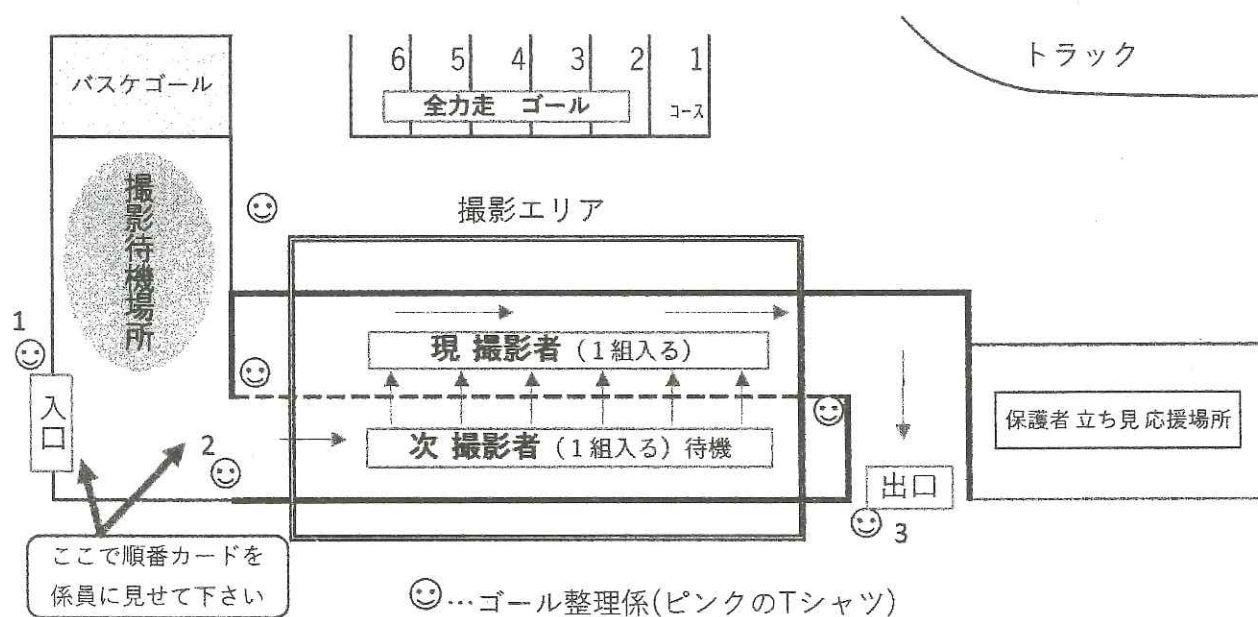 トラック
バスケゴール
6 5 4 3 2 1
全力走 ゴール
コース
撮影待機場所
撮影エリア
1
現 撮影者（1組入る）
入口
2
次 撮影者（1組入る）待機
保護者 立ち見 応援場所
出口
3
ここで順番カードを
係員に見せて下さい
…ゴール整理係(ピンクのTシャツ)